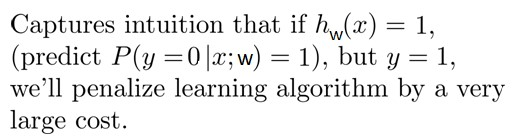 Captures intuition that if h_w(x) = 1,
(predict P(y = 0|x; w) = 1), but y = 1,
we'll penalize learning algorithm by a very
large cost.